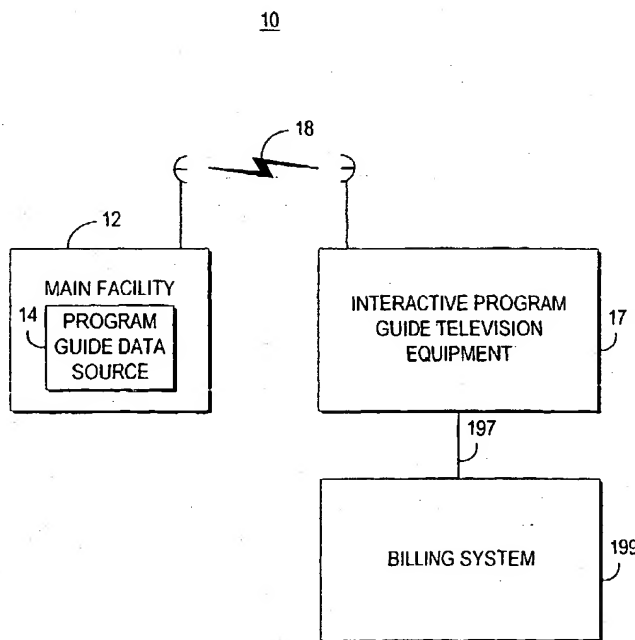 10
18
12
MAIN FACILITY
14
PROGRAM
GUIDE DATA
SOURCE
INTERACTIVE PROGRAM
GUIDE TELEVISION
EQUIPMENT
17
197
BILLING SYSTEM
199